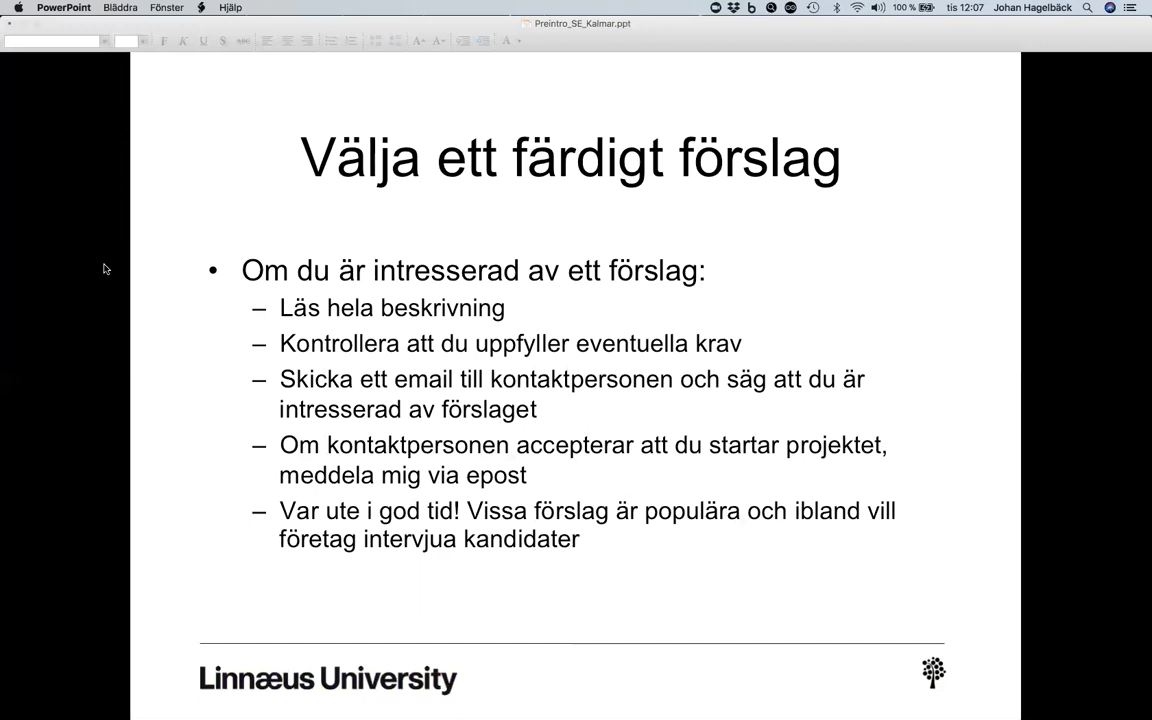 PowerPoint Bläddra Fönster Hjälp 100 % tis 12:07 Johan Hagelbäck
Preintro_SE_Kalmar.ppt
F K U S ABC A A A
Välja ett färdigt förslag
• Om du är intresserad av ett förslag:
– Läs hela beskrivning
– Kontrollera att du uppfyller eventuella krav
– Skicka ett email till kontaktpersonen och säg att du är
intresserad av förslaget
– Om kontaktpersonen accepterar att du startar projektet,
meddela mig via epost
– Var ute i god tid! Vissa förslag är populära och ibland vill
företag intervjua kandidater
Linnæus University